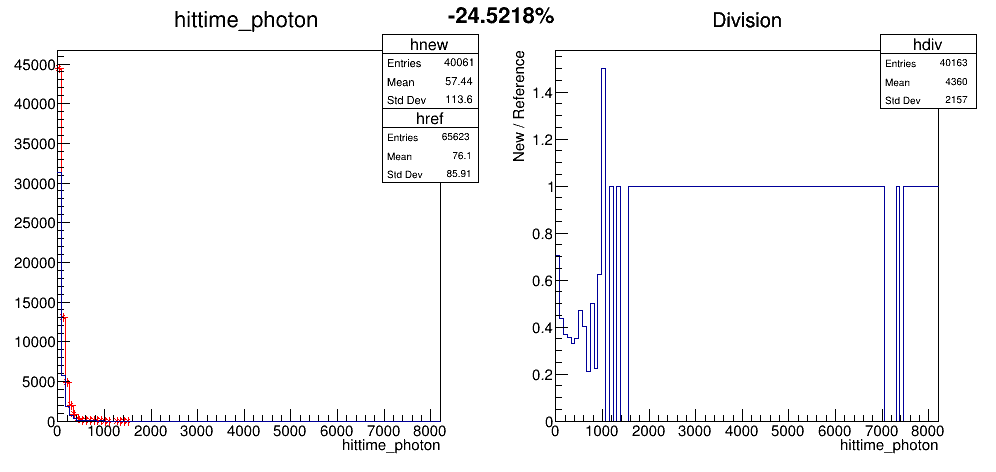 -24.5218%
hittime_photon
hnew
Entries 40061
Mean 57.44
Std Dev 113.6
href
Entries 65623
Mean 76.1
Std Dev 85.91
45000
40000
35000
30000
25000
20000
15000
10000
5000
0
0 1000 2000 3000 4000 5000 6000 7000 8000
hittime_photon
Division
hdiv
Entries 40163
Mean 4360
Std Dev 2157
New / Reference
1.4
1.2
1
0.8
0.6
0.4
0.2
0
0 1000 2000 3000 4000 5000 6000 7000 8000
hittime_photon